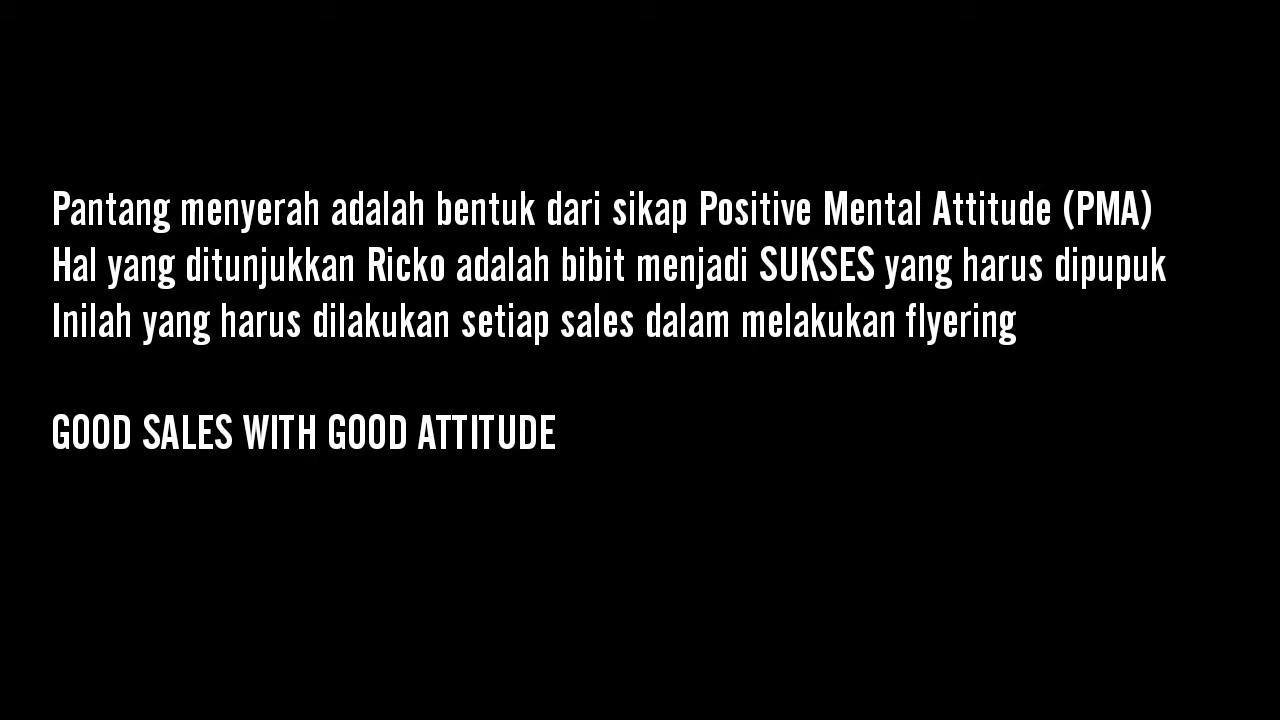 Pantang menyerah adalah bentuk dari sikap Positive Mental Attitude (PMA)
Hal yang ditunjukkan Ricko adalah bibit menjadi SUKSES yang harus dipupuk
Inilah yang harus dilakukan setiap sales dalam melakukan flyering
GOOD SALES WITH GOOD ATTITUDE